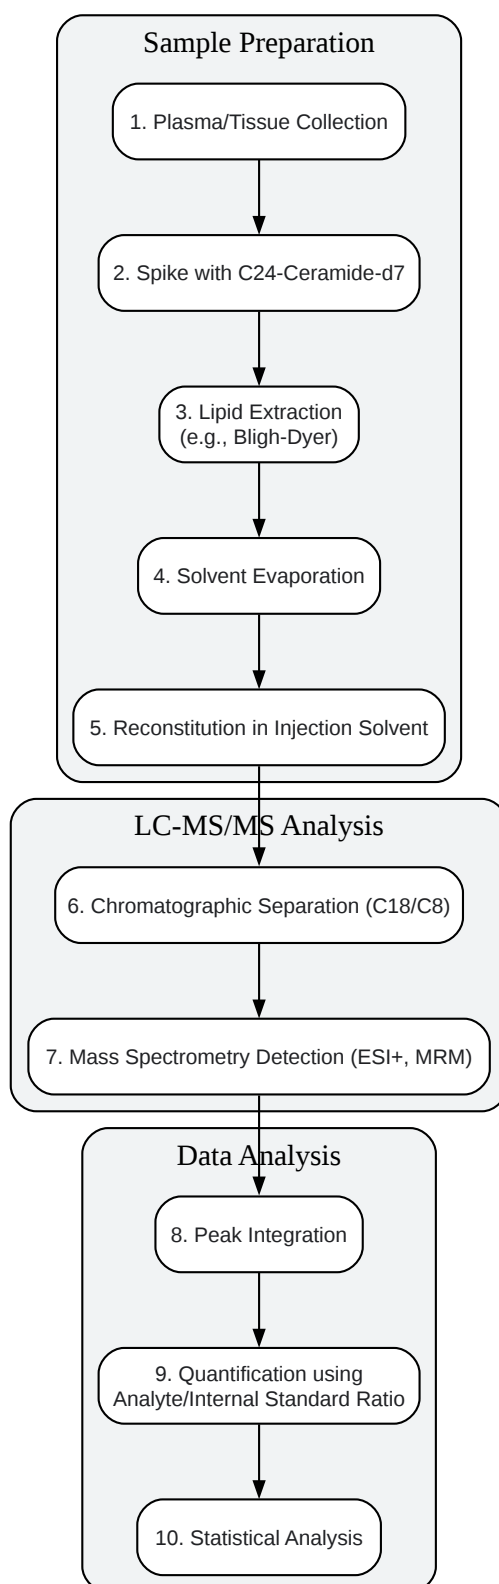 Sample Preparation
1. Plasma/Tissue Collection
2. Spike with C24-Ceramide-d7
3. Lipid Extraction
(e.g., Bligh-Dyer)
4. Solvent Evaporation
5. Reconstitution in Injection Solvent
LC-MS/MS Analysis
6. Chromatographic Separation (C18/C8)
7. Mass Spectrometry Detection (ESI+, MRM)
Data Analysis
8. Peak Integration
9. Quantification using
Analyte/Internal Standard Ratio
10. Statistical Analysis